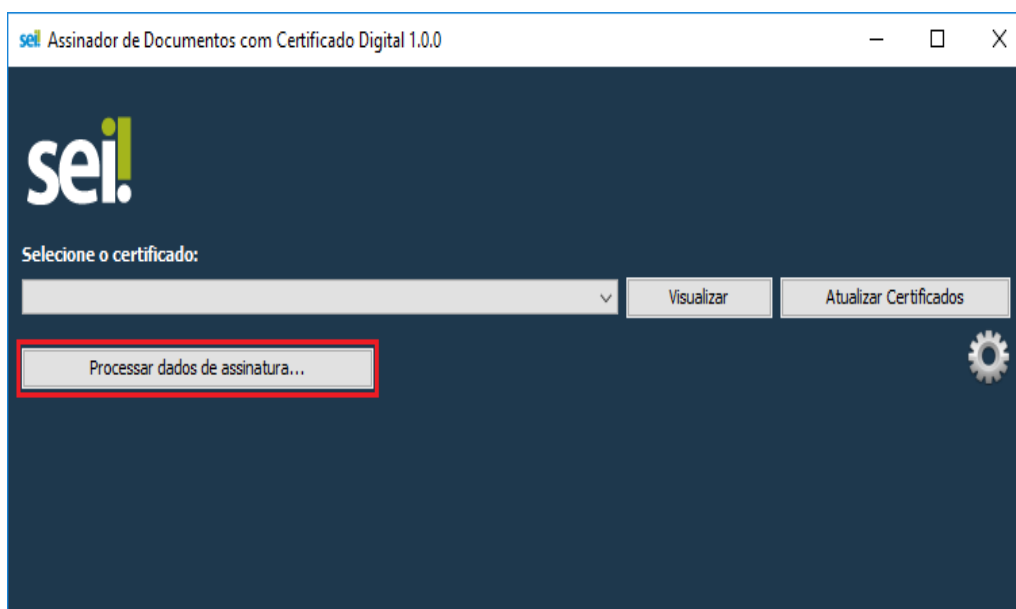 sei! Assinador de Documentos com Certificado Digital 1.0.0
sei!
Selecione o certificado:
Visualizar
Atualizar Certificados
Processar dados de assinatura...